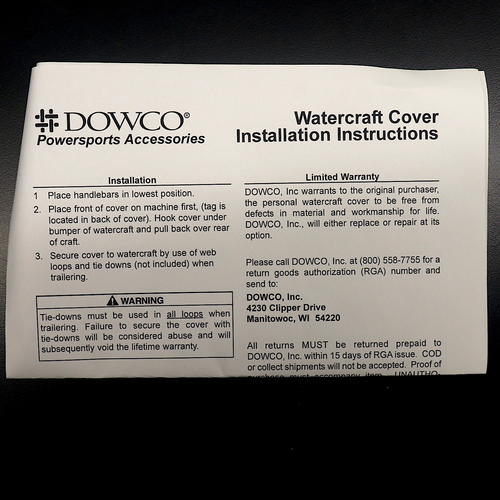 DOWCO®
Powersports Accessories
Watercraft Cover
Installation Instructions
Installation
1 Place handlebars in lowest position.
2. Place front of cover on machine first, (tag is
located in back of cover). Hook cover under
bumper of watercraft and pull back over rear
of craft.
3. Secure cover to watercraft by use of web
loops and tie downs (not included) when
trailering.
WARNING
Tie-downs must be used in all loops when
trailering. Failure to secure the cover with
tie-downs will be considered abuse and will
subsequently void the lifetime warranty.
Limited Warranty
DOWCO, Inc warrants to the original purchaser,
the personal watercraft cover to be free from
defects in material and workmanship for life.
DOWCO, Inc., will either replace or repair at its
option.
Please call DOWCO, Inc. at (800) 558-7755 for a
return goods authorization (RGA) number and
send to:
DOWCO, Inc.
4230 Clipper Drive
Manitowoc, WI 54220
All returns MUST be returned prepaid to
DOWCO, Inc. within 15 days of RGA issue. COD
or collect shipments will not be accepted. Proof of
purchase must accompany item. UNAUTHO-